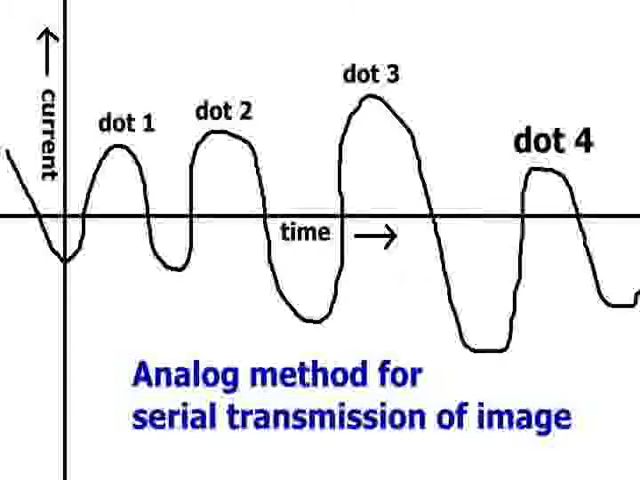 dot 3
dot 2
dot 1
current
dot 4
time
Analog method for
serial transmission of image